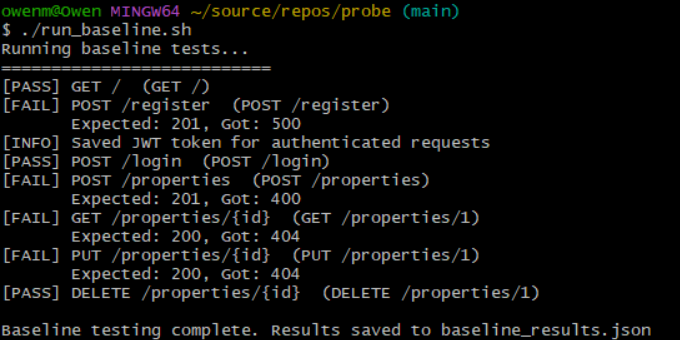 owenm@Owen MINGW64 ~/source/repos/probe (main)
$ ./run_baseline.sh
Running baseline tests...
===========================
[PASS] GET /  (GET /)
[FAIL] POST /register  (POST /register)
       Expected: 201, Got: 500
[INFO] Saved JWT token for authenticated requests
[PASS] POST /login  (POST /login)
[FAIL] POST /properties  (POST /properties)
       Expected: 201, Got: 400
[FAIL] GET /properties/{id}  (GET /properties/1)
       Expected: 200, Got: 404
[FAIL] PUT /properties/{id}  (PUT /properties/1)
       Expected: 200, Got: 404
[PASS] DELETE /properties/{id}  (DELETE /properties/1)
Baseline testing complete. Results saved to baseline_results.json